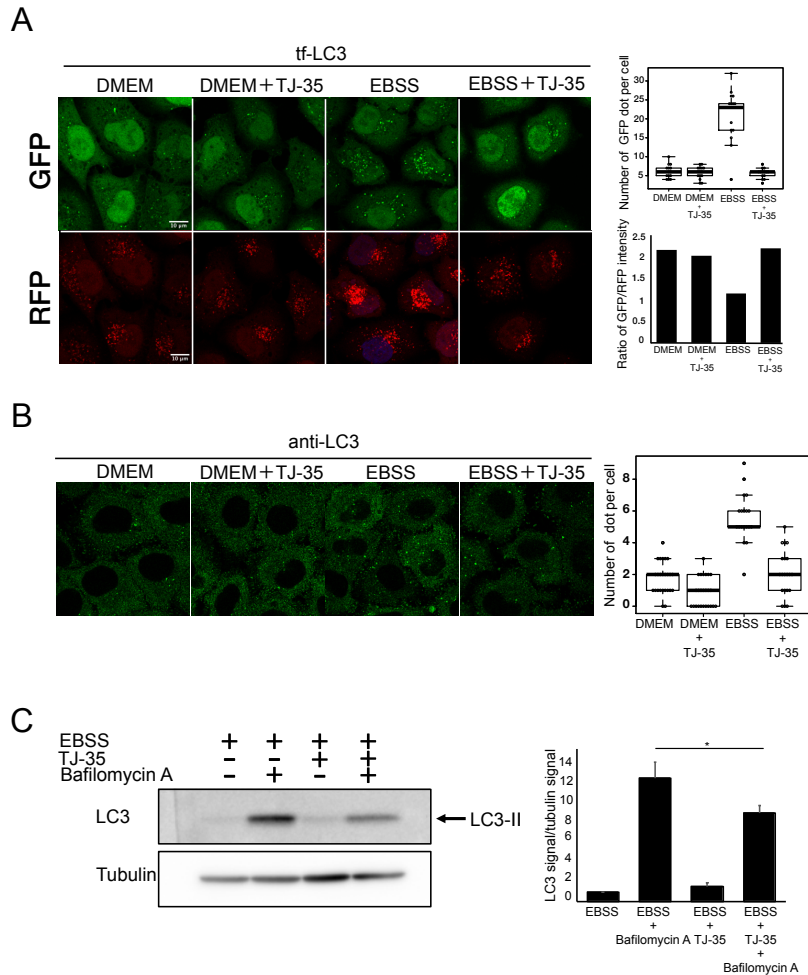 A
tf-LC3
DMEM DMEM+TJ-35 EBSS EBSS+TJ-35
GFP
10 μm
RFP
10 μm
Number of GFP dot per cell
30
25
20
15
10
5
DMEM DMEM + TJ-35 EBSS EBSS + TJ-35
Ratio of GFP/RFP intensity
2.5
2
1.5
1
0.5
0
DMEM DMEM + TJ-35 EBSS EBSS + TJ-35
B
anti-LC3
DMEM DMEM+TJ-35 EBSS EBSS+TJ-35
Number of dot per cell
8
6
4
2
0
DMEM DMEM + TJ-35 EBSS EBSS + TJ-35
C
EBSS + + + +
TJ-35 - - + +
Bafilomycin A - + - +
LC3
LC3-II
Tubulin
LC3 signal/tubulin signal
14
12
10
8
6
4
2
0
*
EBSS EBSS + Bafilomycin A EBSS + TJ-35 EBSS + TJ-35 + Bafilomycin A